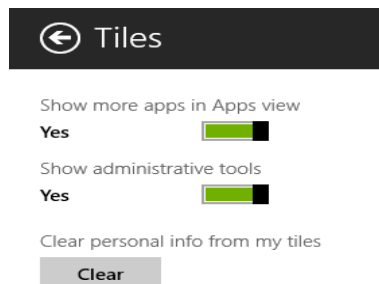 Tiles
Show more apps in Apps view
Yes
Show administrative tools
Yes
Clear personal info from my tiles
Clear